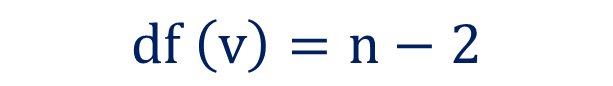 df (v) = n − 2